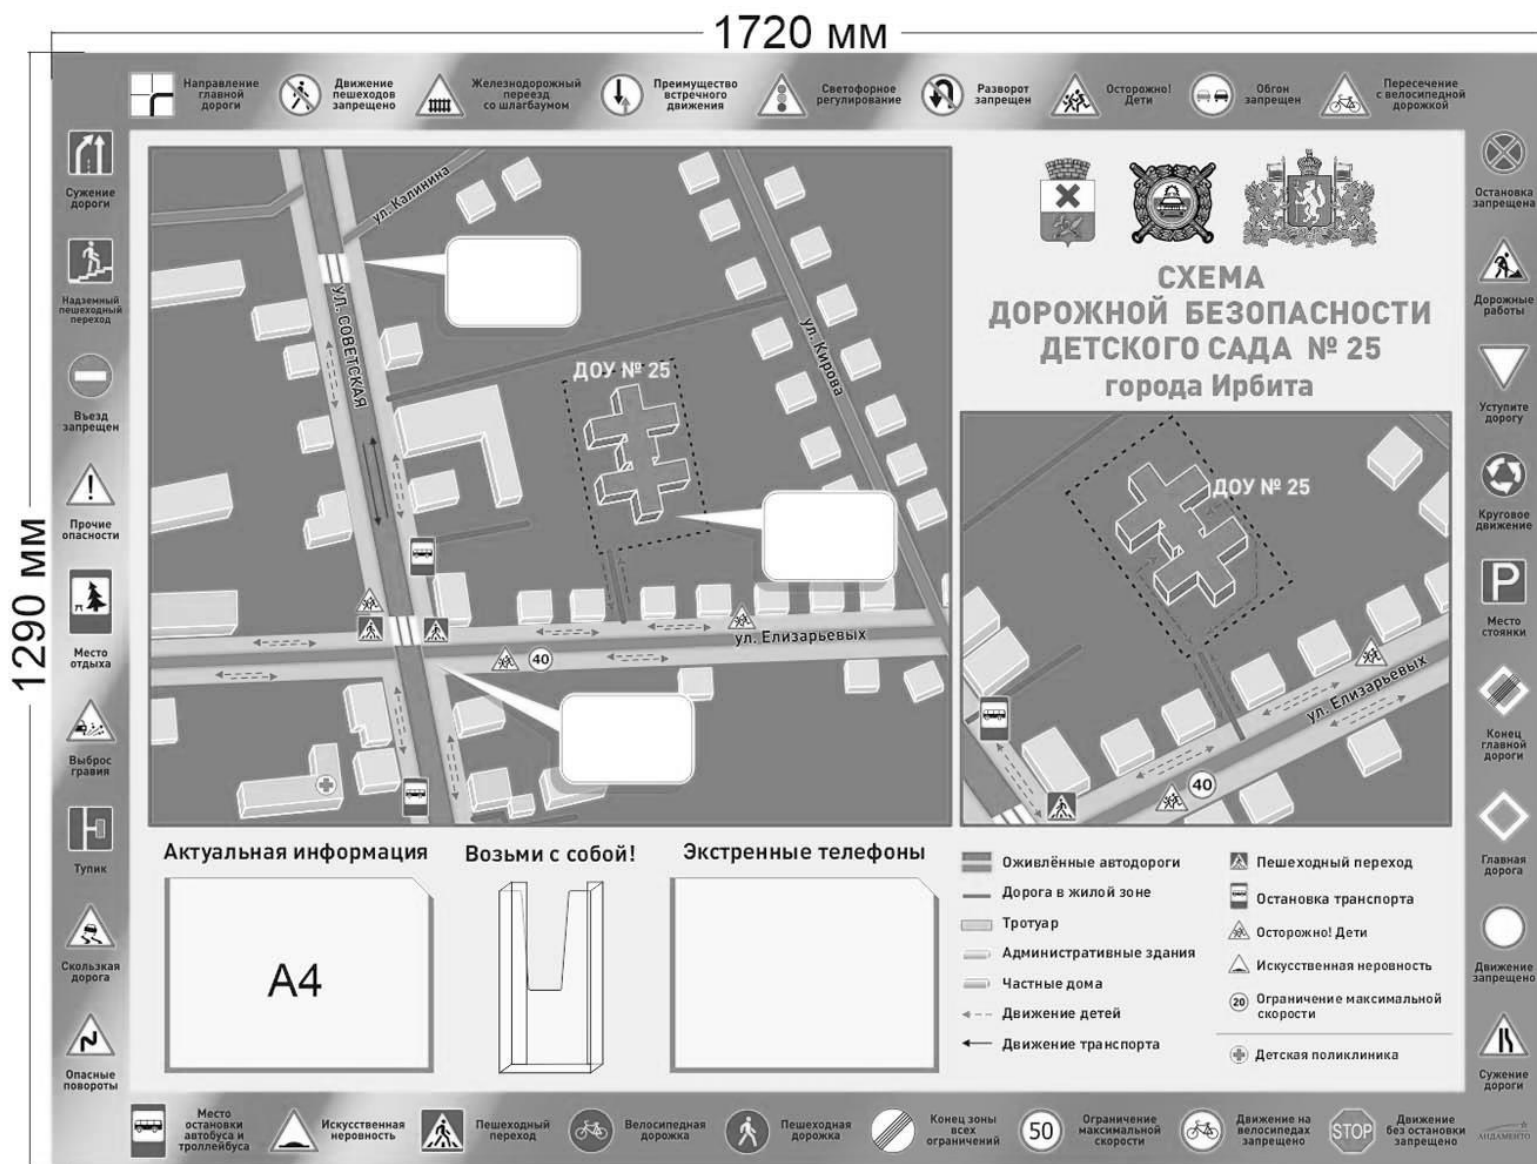 1720 мм
1290 мм
Направление
главной
дороги
Движение
пешеходов
запрещено
Железнодорожный
переезд
со шлагбаумом
Преимущество
встречного
движения
Светофорное
регулирование
Разворот
запрещен
Осторожно!
Дети
Обгон
запрещен
Пересечение
с велосипедной
дорожкой
Сужение
дороги
Надземный
пешеходный
переход
Въезд
запрещен
Прочие
опасности
Место
отдыха
Выброс
гравия
Тупик
Скользкая
дорога
Опасные
повороты
ул. Калинина
УЛ. СОВЕТСКАЯ
ДОУ № 25
ул. Кирова
ул. Елизарьевых
40
СХЕМА
ДОРОЖНОЙ БЕЗОПАСНОСТИ
ДЕТСКОГО САДА № 25
города Ирбита
ДОУ № 25
ул. Елизарьевых
40
Остановка
запрещена
Дорожные
работы
Уступите
дорогу
Круговое
движение
P
Место
стоянки
Конец
главной
дороги
Главная
дорога
Движение
запрещено
Сужение
дороги
Актуальная информация
А4
Возьми с собой!
Экстренные телефоны
Оживлённые автодороги
Дорога в жилой зоне
Тротуар
Административные здания
Частные дома
Движение детей
Движение транспорта
Пешеходный переход
Остановка транспорта
Осторожно! Дети
Искусственная неровность
20
Ограничение максимальной
скорости
Детская поликлиника
Место
остановки
автобуса и
троллейбуса
Искусственная
неровность
Пешеходный
переход
Велосипедная
дорожка
Пешеходная
дорожка
Конец зоны
всех
ограничений
50
Ограничение
максимальной
скорости
Движение на
велосипедах
запрещено
STOP
Движение
без остановки
запрещено
АНДАМЕНТО